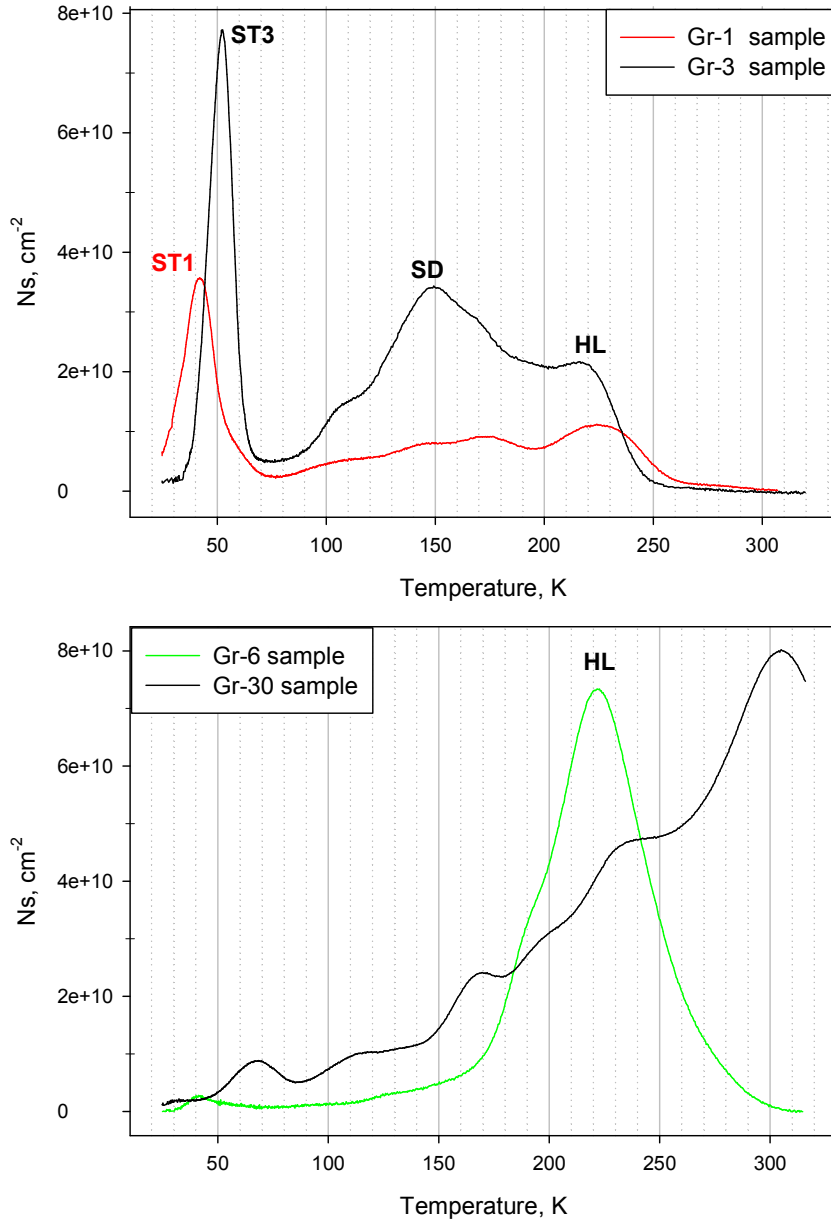 8e+10
ST3
Gr-1 sample
Gr-3 sample
6e+10
Ns, cm-2
4e+10
ST1
SD
HL
2e+10
0
50 100 150 200 250 300
Temperature, K
8e+10
Gr-6 sample
Gr-30 sample
HL
6e+10
Ns, cm-2
4e+10
2e+10
0
50 100 150 200 250 300
Temperature, K